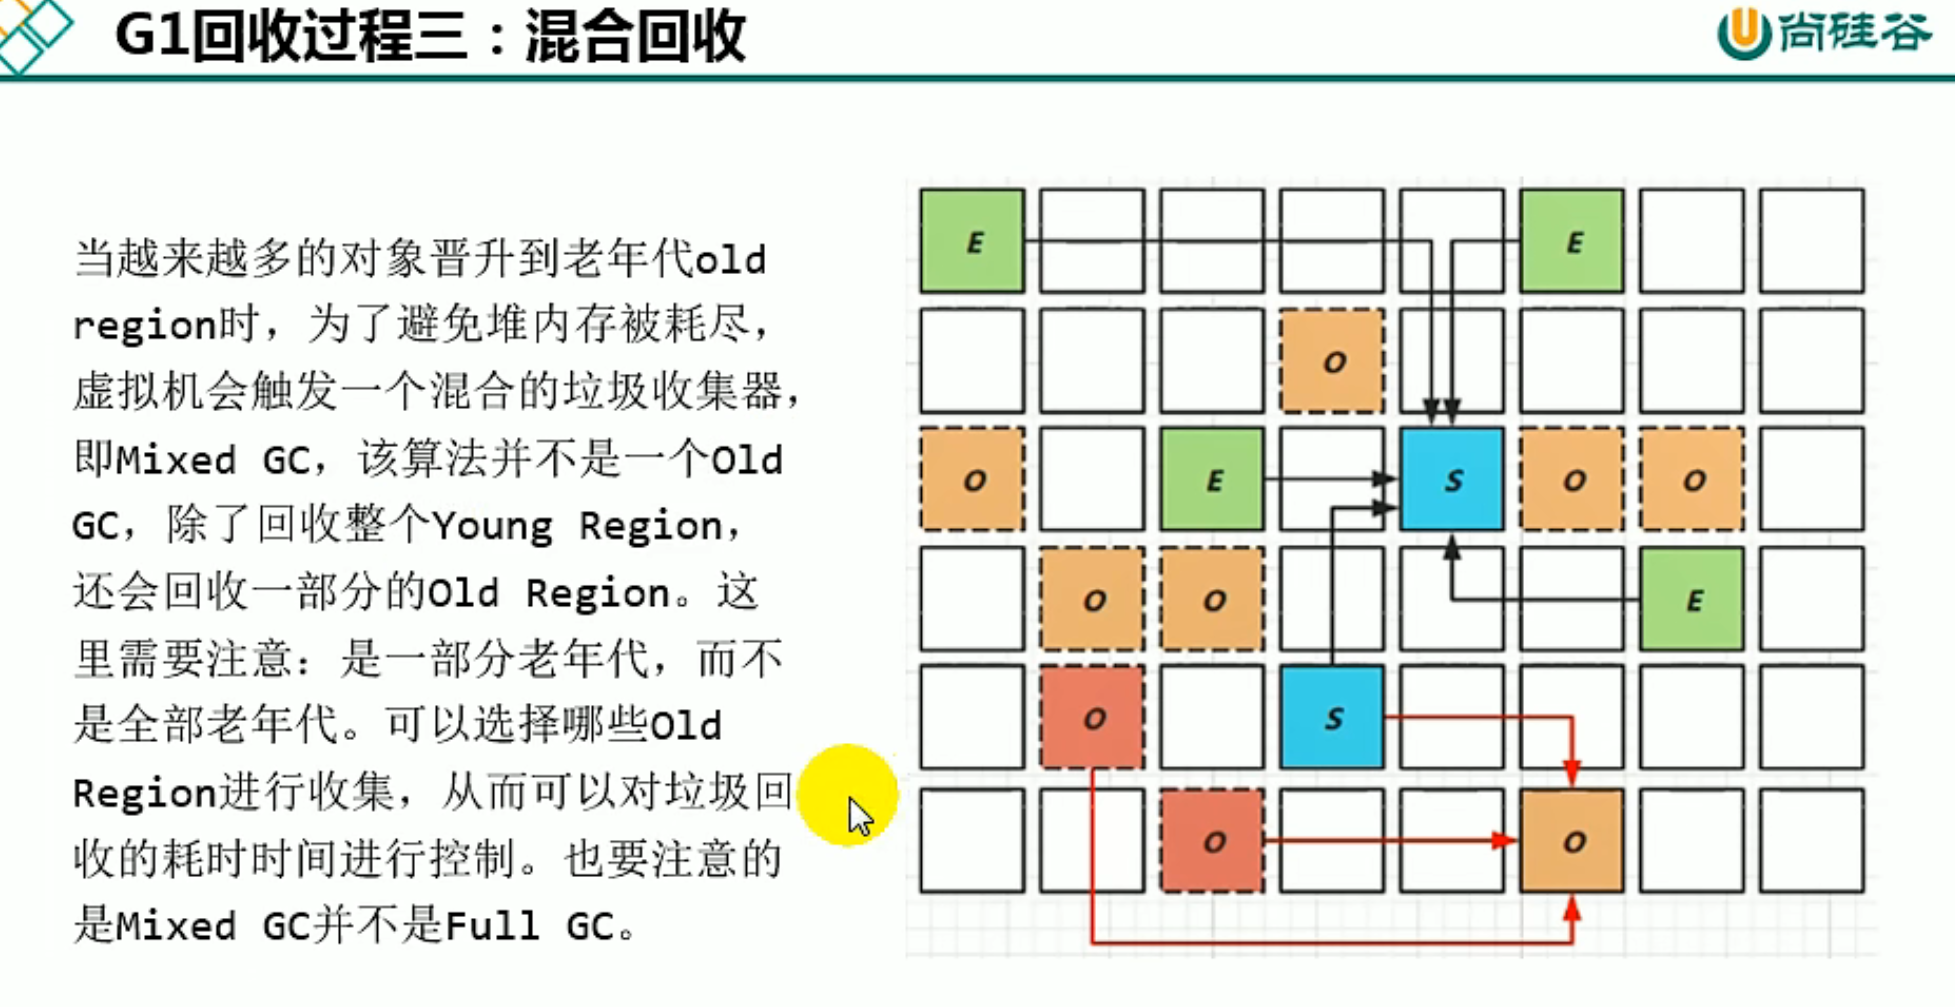 G1回收过程三：混合回收
尚硅谷
当越来越多的对象晋升到老年代old
region时，为了避免堆内存被耗尽，
虚拟机会触发一个混合的垃圾收集器，
即Mixed GC，该算法并不是一个Old
GC，除了回收整个Young Region，
还会回收一部分的Old Region。这
里需要注意：是一部分老年代，而不
是全部老年代。可以选择哪些Old
Region进行收集，从而可以对垃圾回
收的耗时时间进行控制。也要注意的
是Mixed GC并不是Full GC。
E E
O
O E S O O
O O E
O S
O O